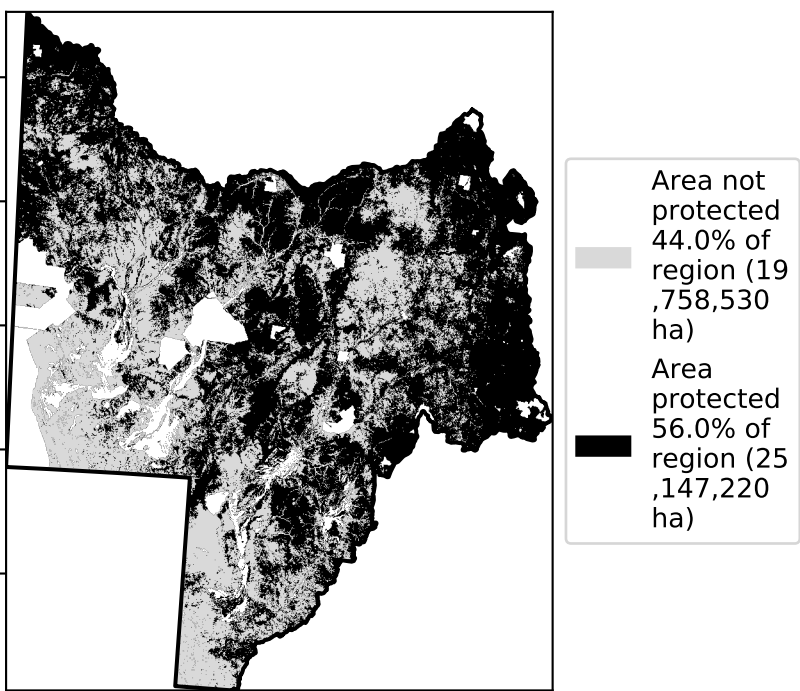 Area not
protected
44.0% of
region (19
,758,530
ha)
Area
protected
56.0% of
region (25
,147,220
ha)